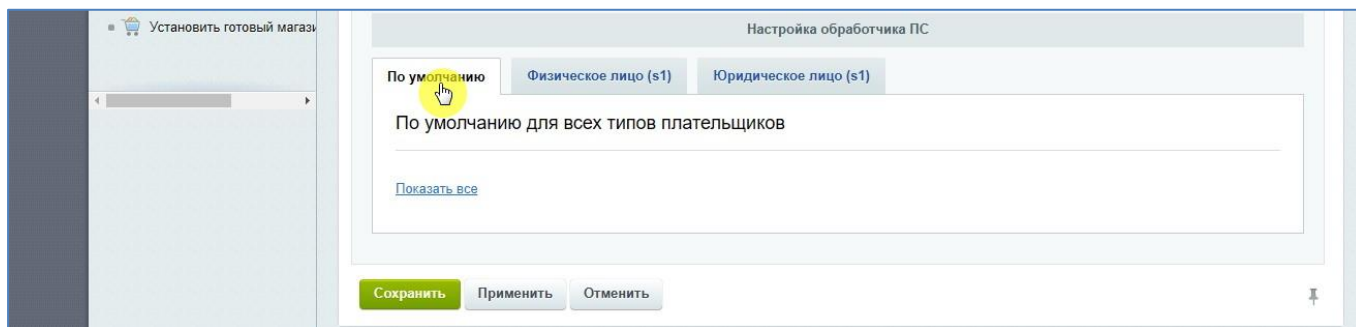 Установить готовый магази
Настройка обработчика ПС
По умолчанию
Физическое лицо (s1)
Юридическое лицо (s1)
По умолчанию для всех типов плательщиков
Показать все
Сохранить
Применить
Отменить